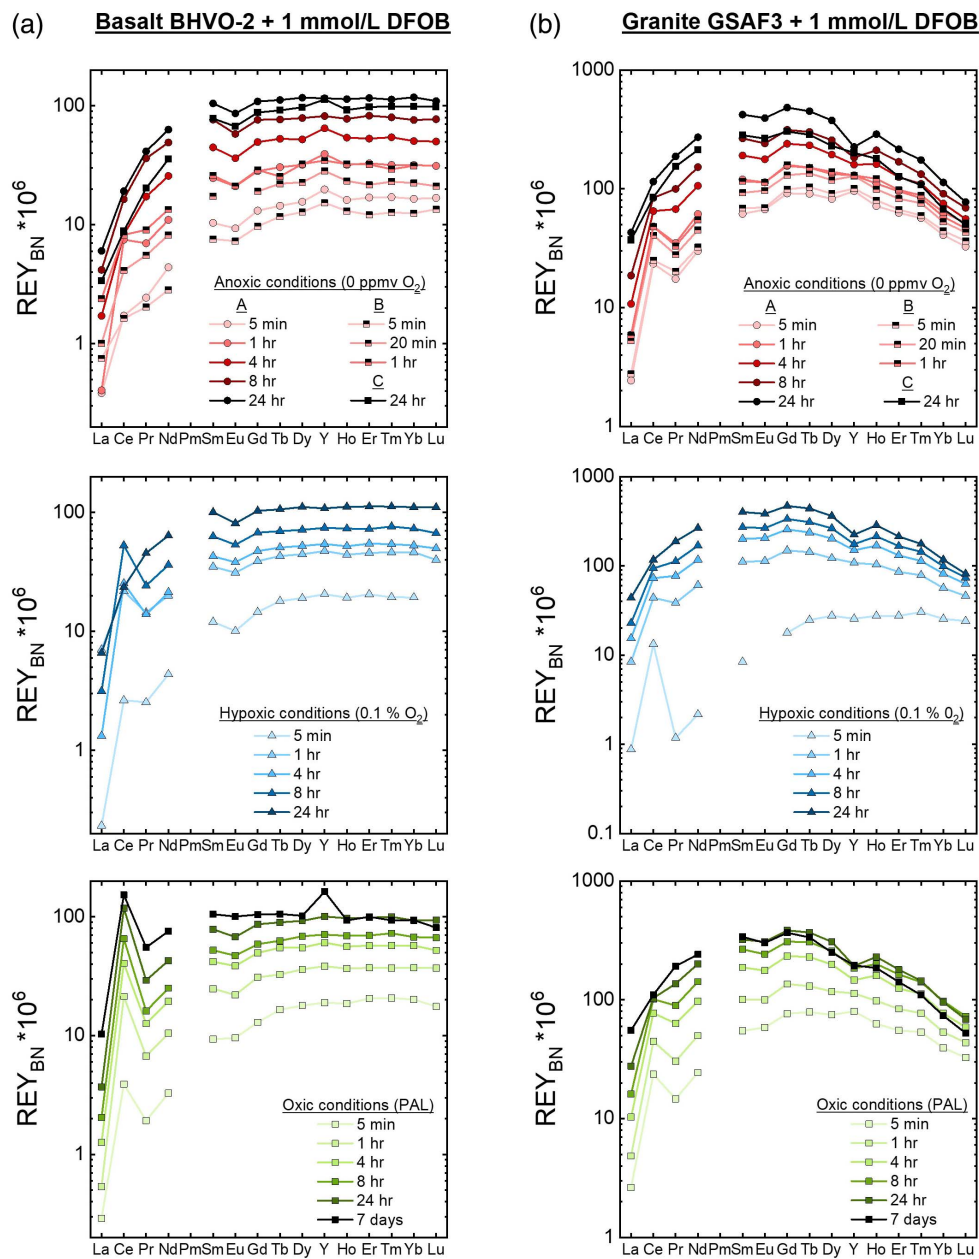 (a) Basalt BHVO-2 + 1 mmol/L DFOB
(b) Granite GSAF3 + 1 mmol/L DFOB
REY_BN *10^6
100
10
1
Anoxic conditions (0 ppmv O2)
A B
5 min 5 min
1 hr 20 min
4 hr 1 hr
8 hr C
24 hr 24 hr
La Ce Pr Nd Pm Sm Eu Gd Tb Dy Y Ho Er Tm Yb Lu
REY_BN *10^6
1000
100
10
1
Anoxic conditions (0 ppmv O2)
A B
5 min 5 min
1 hr 20 min
4 hr 1 hr
8 hr C
24 hr 24 hr
La Ce Pr Nd Pm Sm Eu Gd Tb Dy Y Ho Er Tm Yb Lu
REY_BN *10^6
100
10
1
Hypoxic conditions (0.1 % O2)
5 min
1 hr
4 hr
8 hr
24 hr
La Ce Pr Nd Pm Sm Eu Gd Tb Dy Y Ho Er Tm Yb Lu
REY_BN *10^6
1000
100
10
1
0.1
Hypoxic conditions (0.1 % 02)
5 min
1 hr
4 hr
8 hr
24 hr
La Ce Pr Nd Pm Sm Eu Gd Tb Dy Y Ho Er Tm Yb Lu
REY_BN *10^6
100
10
1
Oxic conditions (PAL)
5 min
1 hr
4 hr
8 hr
24 hr
7 days
La Ce Pr Nd Pm Sm Eu Gd Tb Dy Y Ho Er Tm Yb Lu
REY_BN *10^6
1000
100
10
1
Oxic conditions (PAL)
5 min
1 hr
4 hr
8 hr
24 hr
7 days
La Ce Pr Nd Pm Sm Eu Gd Tb Dy Y Ho Er Tm Yb Lu